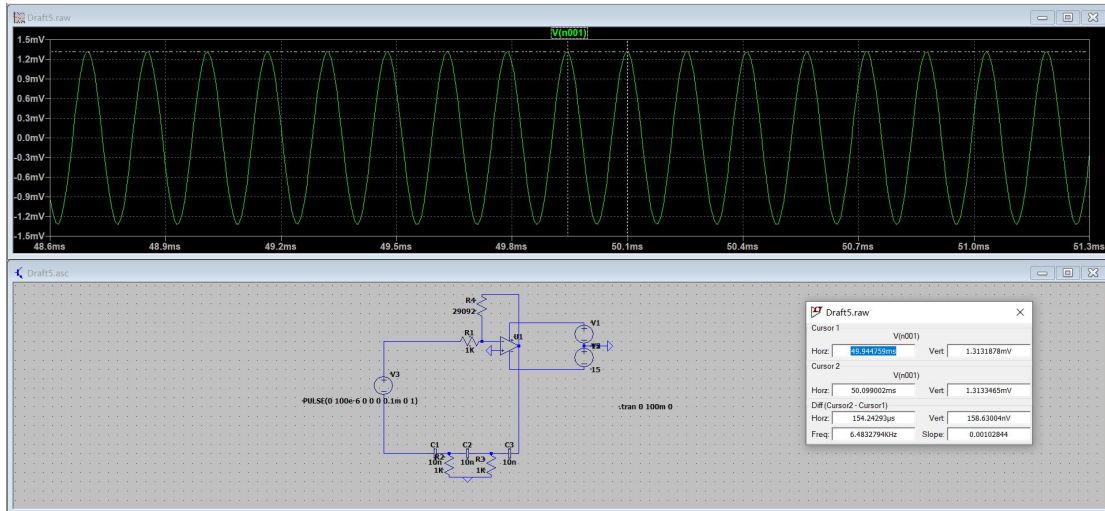 Draft5.raw
V(n001)
1.5mV
1.2mV
0.9mV
0.6mV
0.3mV
0.0mV
-0.3mV
-0.6mV
-0.9mV
-1.2mV
-1.5mV
48.6ms 48.9ms 49.2ms 49.5ms 49.8ms 50.1ms 50.4ms 50.7ms 51.0ms 51.3ms
Draft5.asc
R4
29092
R1
1K
U1
V1
15
V3
PULSE(0 100e-6 0 0 0 0.1m 0 1)
.tran 0 100m 0
C1
10n
R2
1K
C2
10n
R3
1K
C3
10n
Draft5.raw
Cursor 1
V(n001)
Horz: 49.944759ms Vert: 1.3131878mV
Cursor 2
V(n001)
Horz: 50.099002ms Vert: 1.3133465mV
Diff (Cursor2 - Cursor1)
Horz: 154.24293µs Vert: 158.63004nV
Freq: 6.4832794KHz Slope: 0.00102844